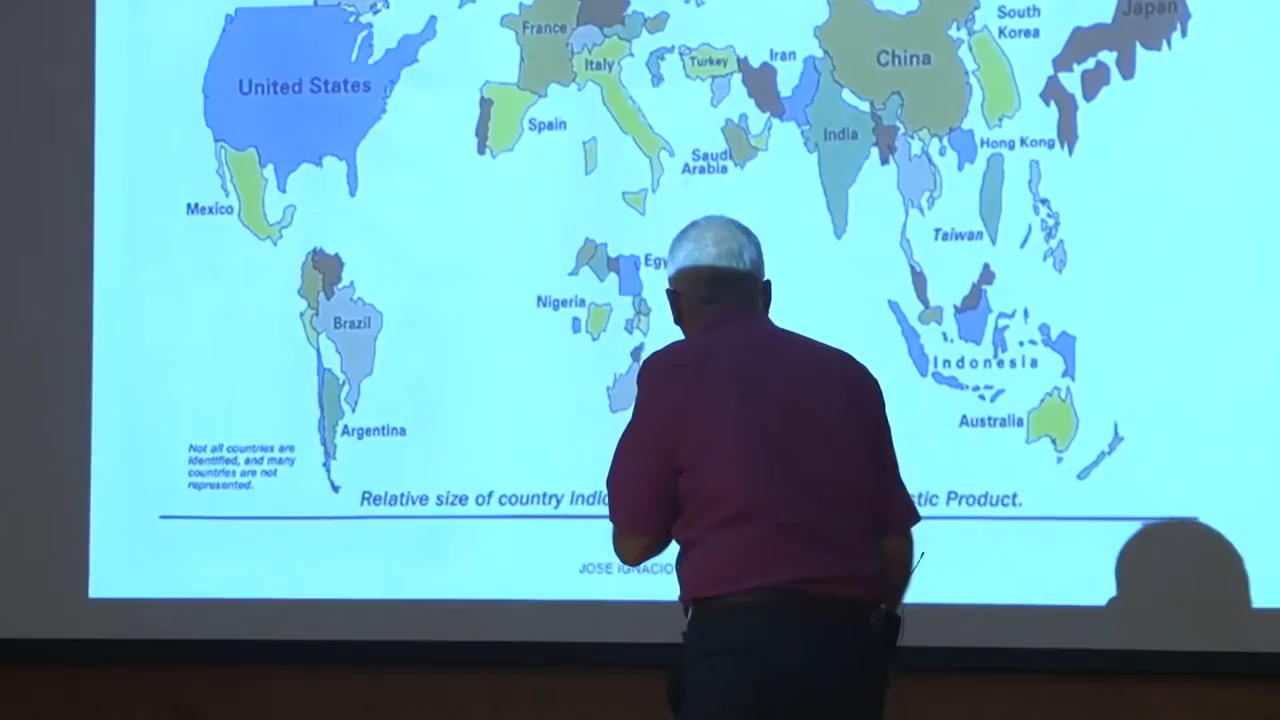 Japan
South
Korea
France
China
Iran
Turkey
Italy
United States
Spain
India
Hong Kong
Saudi
Arabia
Mexico
Taiwan
Nigeria
Brazil
Indonesia
Australia
Argentina
Not all countries are
identified, and many
countries are not
represented.
Relative size of country Product.
JOSE IGNACIO